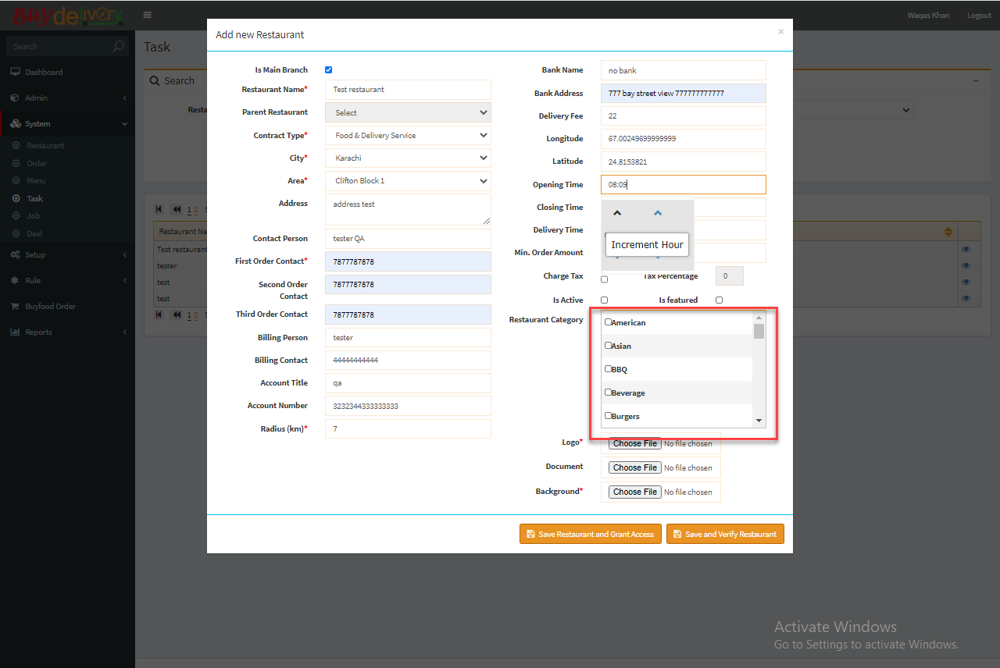 Buydelivery
Waqas Khan
Logout
Search
Dashboard
Admin
System
Restaurant
Order
Menu
Task
Job
Deal
Setup
Rule
Buyfood Order
Reports
Task
Search
Resta
1 2
Restaurant Na
Test restaurant
tester
test
test
1 2
Add new Restaurant
×
Is Main Branch
Restaurant Name* Test restaurant
Parent Restaurant Select
Contract Type* Food & Delivery Service
City* Karachi
Area* Clifton Block 1
Address address test
Contact Person tester QA
First Order Contact* 7877787878
Second Order
Contact 7877787878
Third Order Contact 7877787878
Billing Person tester
Billing Contact 44444444444
Account Title qa
Account Number 3232344333333333
Radius (km)* 7
Bank Name no bank
Bank Address 777 bay street view 777777777777
Delivery Fee 22
Longitude 67.00249699999999
Latitude 24.8153821
Opening Time 08:09
Closing Time
Delivery Time
Increment Hour
Min. Order Amount
Charge Tax Tax Percentage 0
Is Active Is featured
Restaurant Category
American
Asian
BBQ
Beverage
Burgers
Logo* Choose File No file chosen
Document Choose File No file chosen
Background* Choose File No file chosen
Save Restaurant and Grant Access
Save and Verify Restaurant
Activate Windows
Go to Settings to activate Windows.